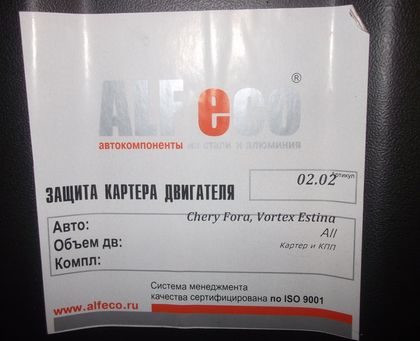 ALFeco®
автокомпоненты из стали и алюминия
02.02 Артикул
ЗАЩИТА КАРТЕРА ДВИГАТЕЛЯ
Авто: Chery Fora, Vortex Estina
Объем дв: All
Компл: Картер и КПП
Система менеджмента
качества сертифицирована по ISO 9001
www.alfeco.ru